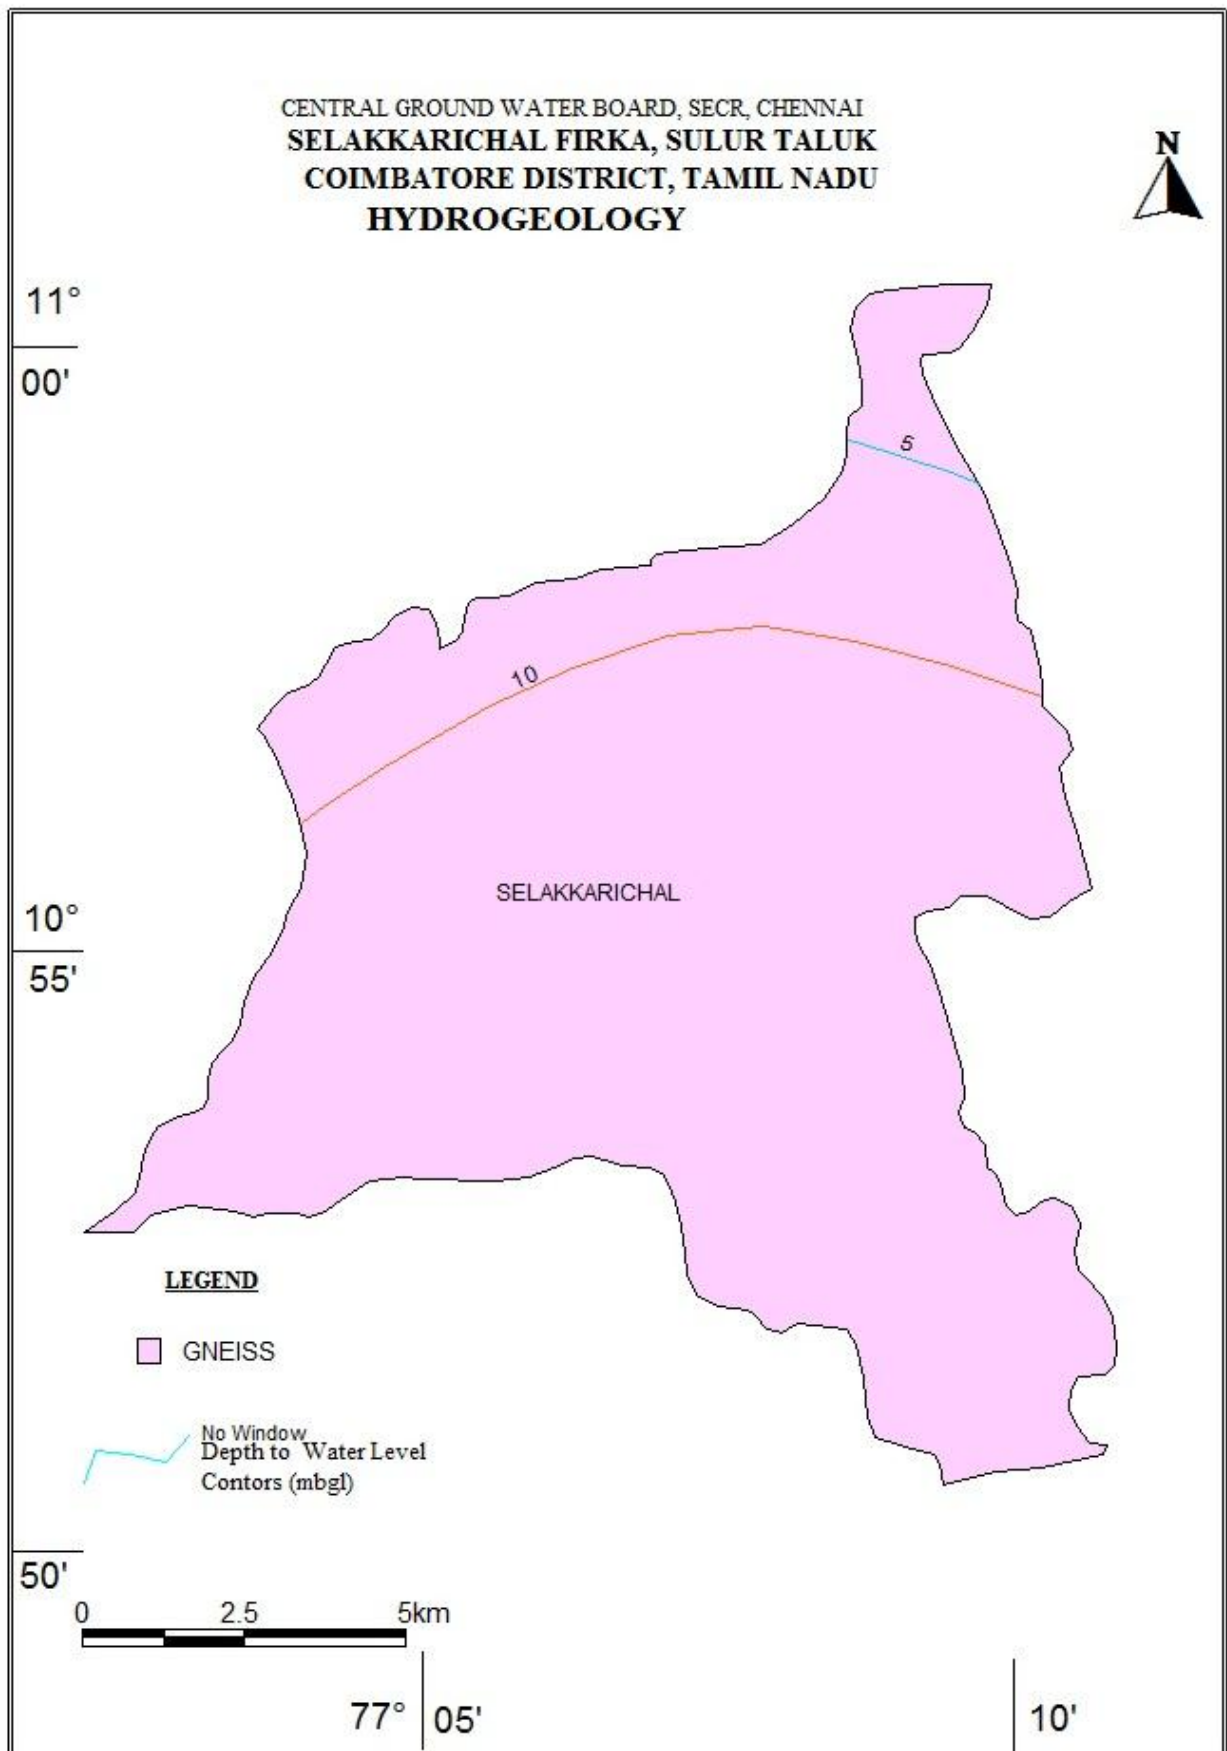 CENTRAL GROUND WATER BOARD, SECR, CHENNAI
SELAKKARICHAL FIRKA, SULUR TALUK
COIMBATORE DISTRICT, TAMIL NADU
HYDROGEOLOGY
N
11°
00'
5
10
SELAKKARICHAL
10°
55'
LEGEND
GNEISS
No Window
Depth to Water Level
Contors (mbgl)
50'
0 2.5 5km
77° 05' 10'